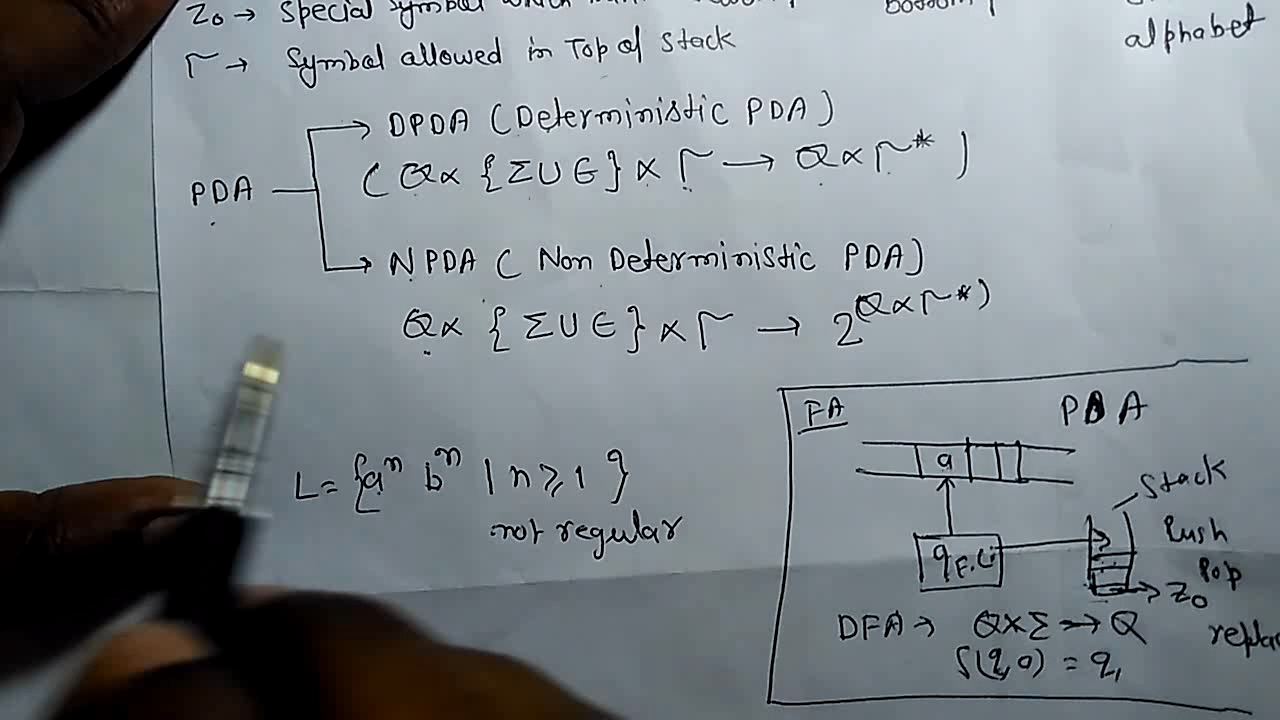 Z₀ → Special Symbol
alphabet
Γ → Symbol allowed in Top of Stack
DPDA (Deterministic PDA)
(Q × {Σ ∪ ∈} × Γ → Q × Γ*)
PDA
NPDA (Non Deterministic PDA)
Q × {Σ ∪ ∈} × Γ → 2^(Q × Γ*)
L = {aⁿ bⁿ | n ≥ 1}
not regular
FA PDA
a
Stack
Push
q F.C.
Pop
Z₀
DFA → Q × Σ → Q
δ(q, a) = q₁